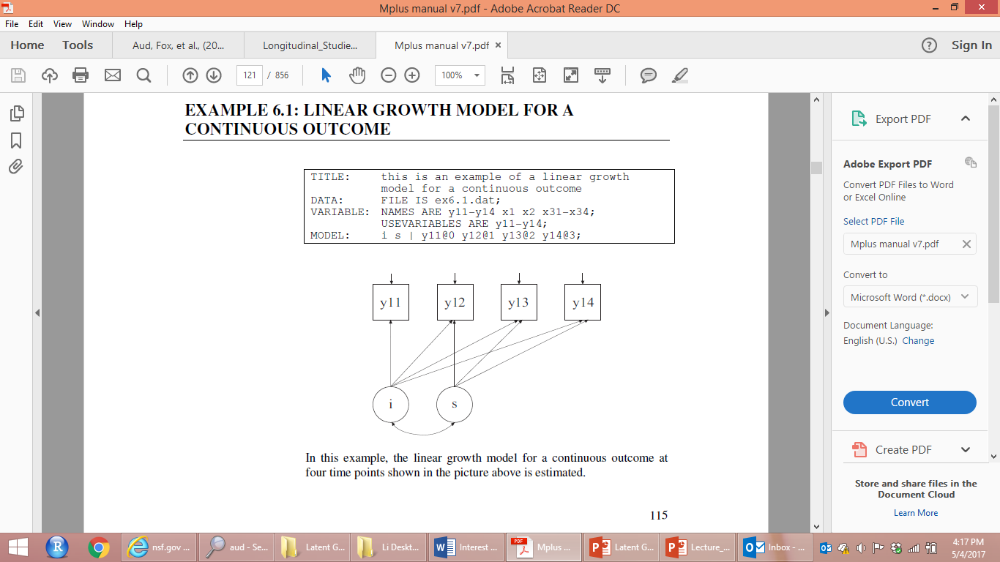 Mplus manual v7.pdf - Adobe Acrobat Reader DC
File Edit View Window Help
Home Tools Aud, Fox, et al., (20... Longitudinal_Studie... Mplus manual v7.pdf × ? Sign In
121 / 856 100%
EXAMPLE 6.1: LINEAR GROWTH MODEL FOR A
CONTINUOUS OUTCOME
TITLE: this is an example of a linear growth
model for a continuous outcome
DATA: FILE IS ex6.1.dat;
VARIABLE: NAMES ARE y11-y14 x1 x2 x31-x34;
USEVARIABLES ARE y11-y14;
MODEL: i s | y11@0 y12@1 y13@2 y14@3;
y11 y12 y13 y14
i s
In this example, the linear growth model for a continuous outcome at
four time points shown in the picture above is estimated.
115
Export PDF
Adobe Export PDF
Convert PDF Files to Word
or Excel Online
Select PDF File
Mplus manual v7.pdf
Convert to
Microsoft Word (*.docx)
Document Language:
English (U.S.) Change
Convert
Create PDF
Store and share files in the
Document Cloud
Learn More
R nsf.gov ... aud - Se... Latent G... Li Deskt... Interest ... Mplus ... Latent G... Lecture_... Inbox - ... 4:17 PM
5/4/2017